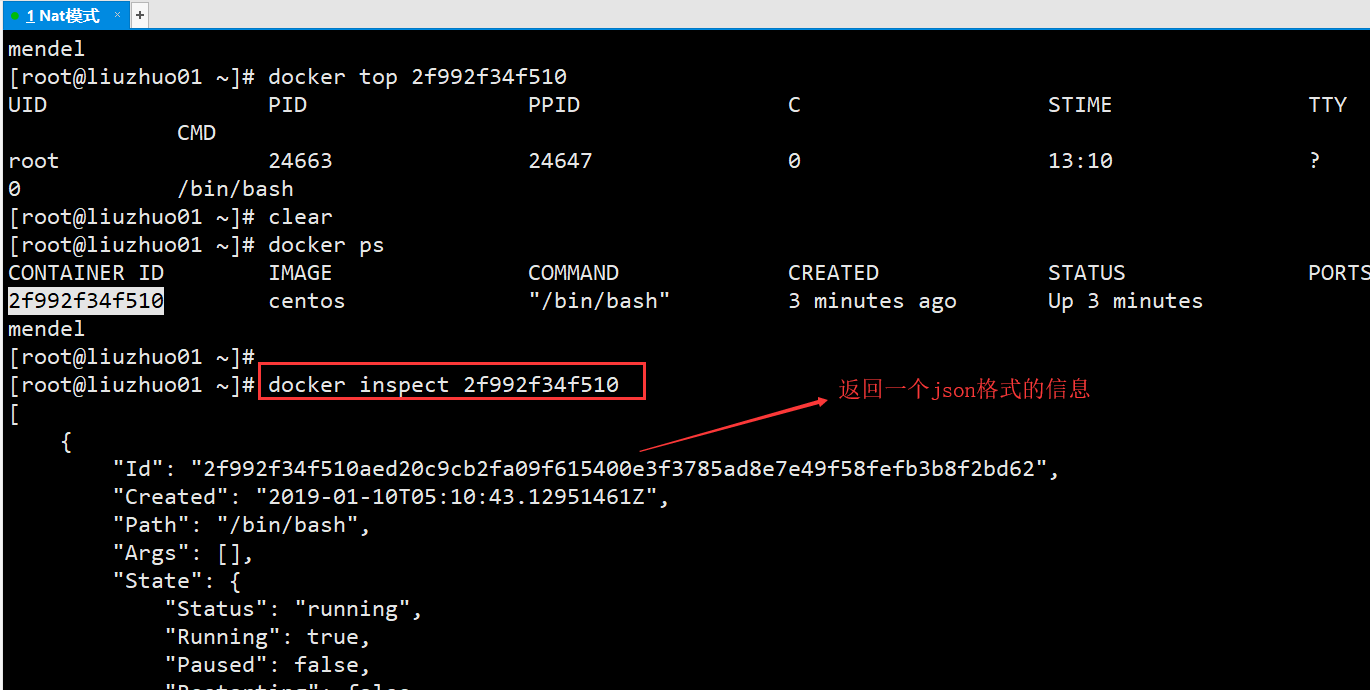 1 Nat模式 × +
mendel
[root@liuzhuo01 ~]# docker top 2f992f34f510
UID PID PPID C STIME TTY
CMD
root 24663 24647 0 13:10 ?
0 /bin/bash
[root@liuzhuo01 ~]# clear
[root@liuzhuo01 ~]# docker ps
CONTAINER ID IMAGE COMMAND CREATED STATUS PORTS
2f992f34f510 centos "/bin/bash" 3 minutes ago Up 3 minutes
mendel
[root@liuzhuo01 ~]#
[root@liuzhuo01 ~]# docker inspect 2f992f34f510
返回一个json格式的信息
[
{
"Id": "2f992f34f510aed20c9cb2fa09f615400e3f3785ad8e7e49f58fefb3b8f2bd62",
"Created": "2019-01-10T05:10:43.12951461Z",
"Path": "/bin/bash",
"Args": [],
"State": {
"Status": "running",
"Running": true,
"Paused": false,
"Restarting": false